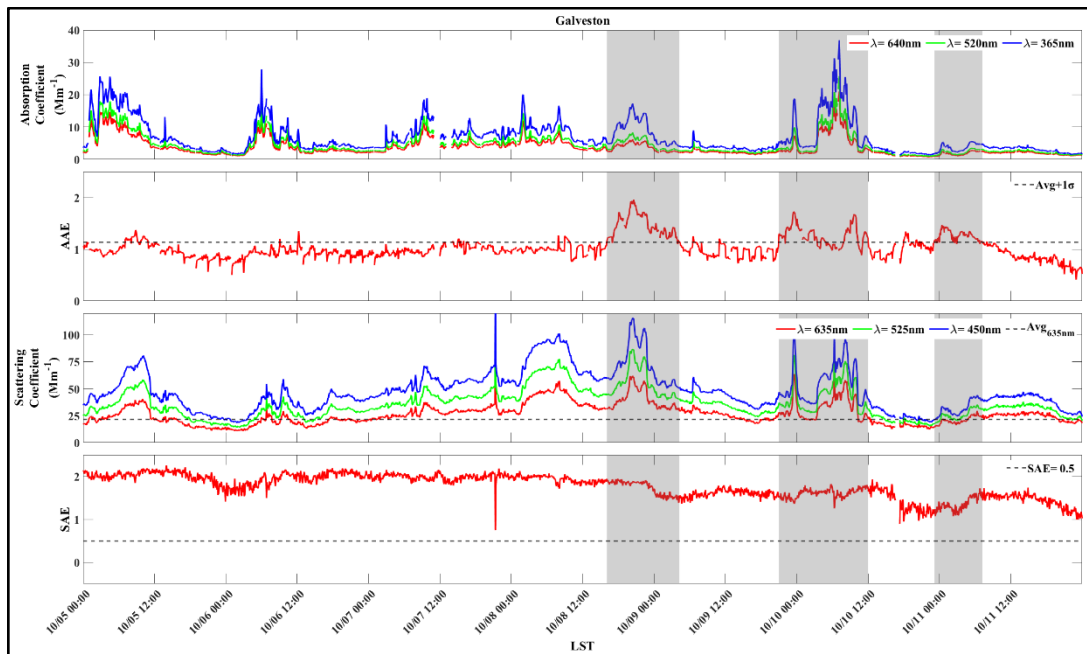 Galveston
Absorption
Coefficient
(Mm-1)
40
30
20
10
0
λ= 640nm λ= 520nm λ= 365nm
AAE
2
1
0
Avg+1σ
Scattering
Coefficient
(Mm-1)
100
75
50
25
0
λ= 635nm λ= 525nm λ= 450nm Avg635nm
SAE
2
1
0
SAE= 0.5
10/05 00:00
10/05 12:00
10/06 00:00
10/06 12:00
10/07 00:00
10/07 12:00
10/08 00:00
10/08 12:00
10/09 00:00
10/09 12:00
10/10 00:00
10/10 12:00
10/11 00:00
10/11 12:00
LST